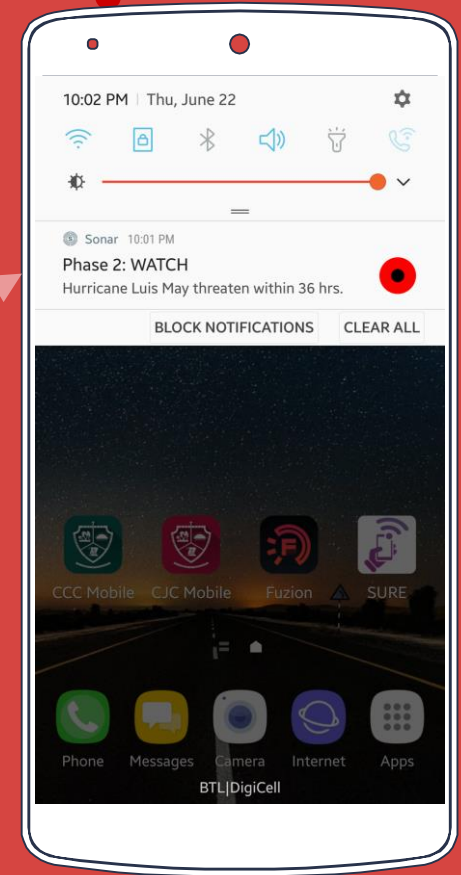 10:02 PM | Thu, June 22
Sonar 10:01 PM
Phase 2: WATCH
Hurricane Luis May threaten within 36 hrs.
BLOCK NOTIFICATIONS CLEAR ALL
CCC Mobile CJC Mobile Fuzion SURE
Phone Messages Camera Internet Apps
BTL|DigiCell